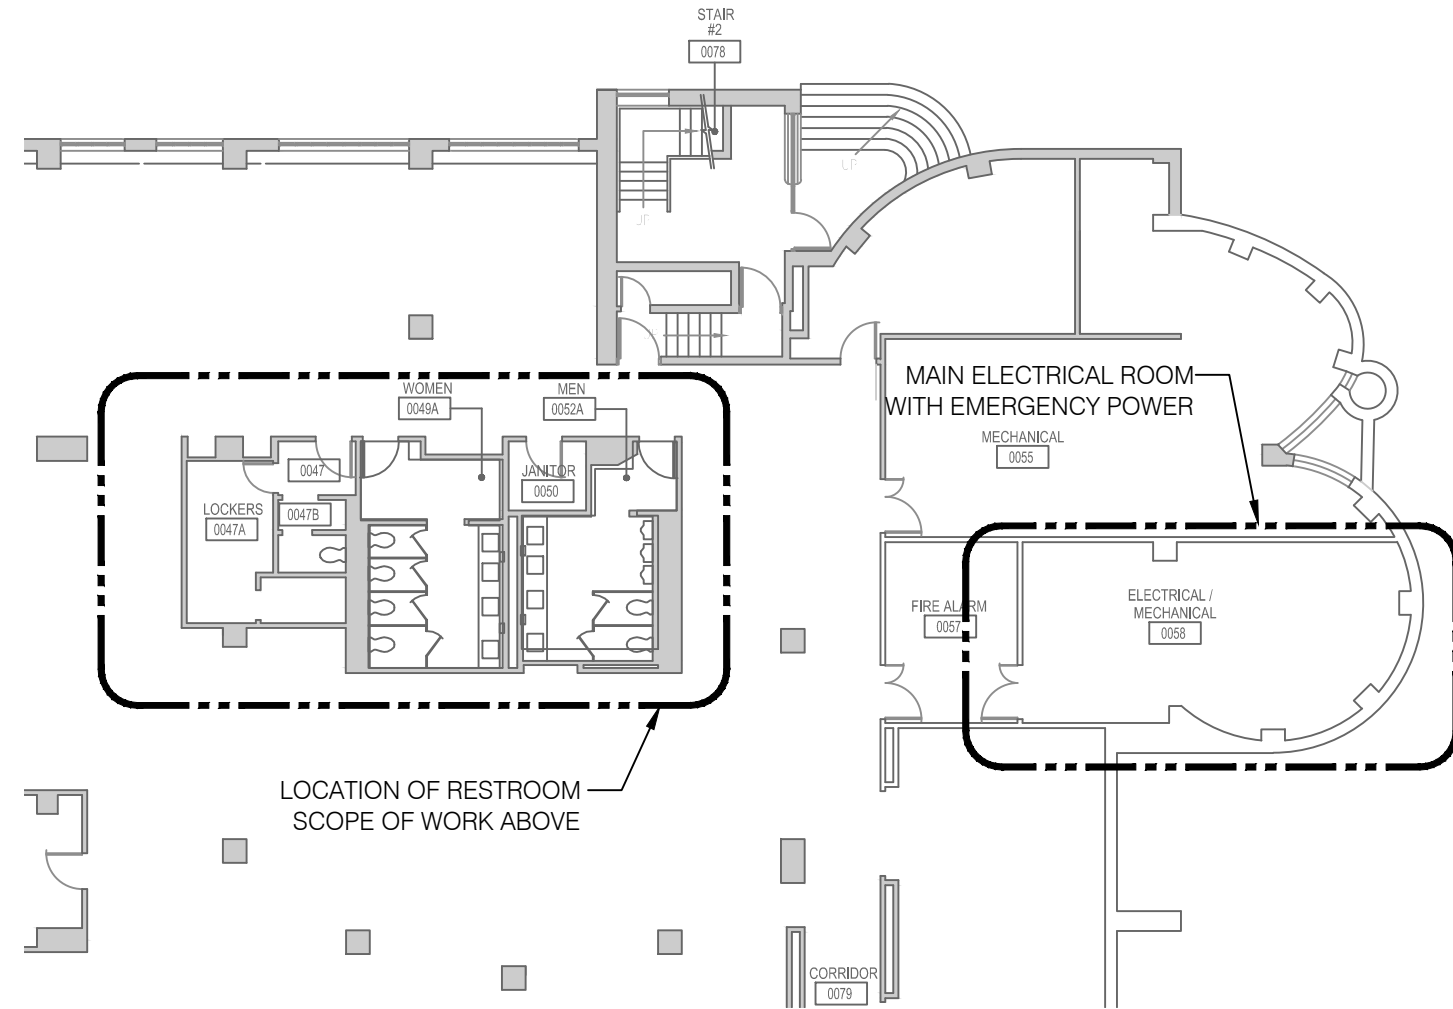 STAIR
#2
0078
UP
UP
WOMEN
0049A
MEN
0052A
MAIN ELECTRICAL ROOM
WITH EMERGENCY POWER
MECHANICAL
0055
0047
JANITOR
0050
LOCKERS
0047A
0047B
FIRE ALARM
0057
ELECTRICAL /
MECHANICAL
0058
LOCATION OF RESTROOM
SCOPE OF WORK ABOVE
CORRIDOR
0079